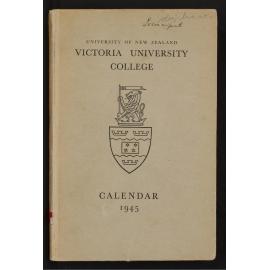 UNIVERSITY OF NEW ZEALAND
VICTORIA UNIVERSITY
COLLEGE
CALENDAR
1945